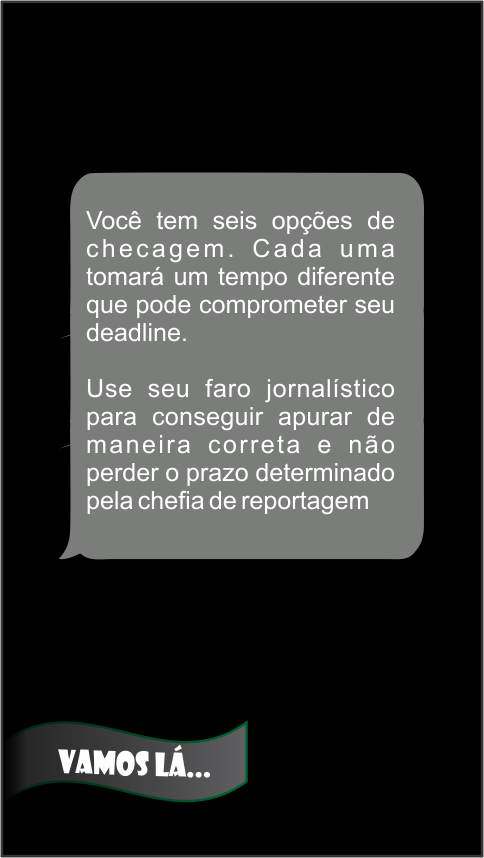 Você tem seis opções de
checagem. Cada uma
tomará um tempo diferente
que pode comprometer seu
deadline.
Use seu faro jornalístico
para conseguir apurar de
maneira correta e não
perder o prazo determinado
pela chefia de reportagem
VAMOS LÁ...